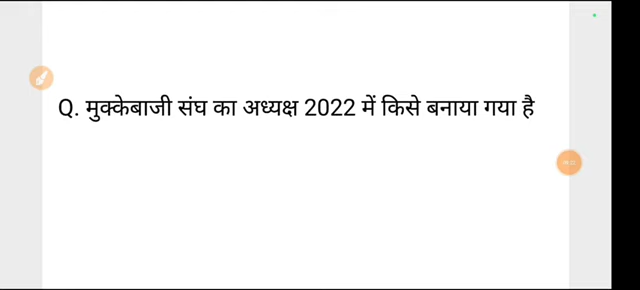 Q. मुक्केबाजी संघ का अध्यक्ष 2022 में किसे बनाया गया है